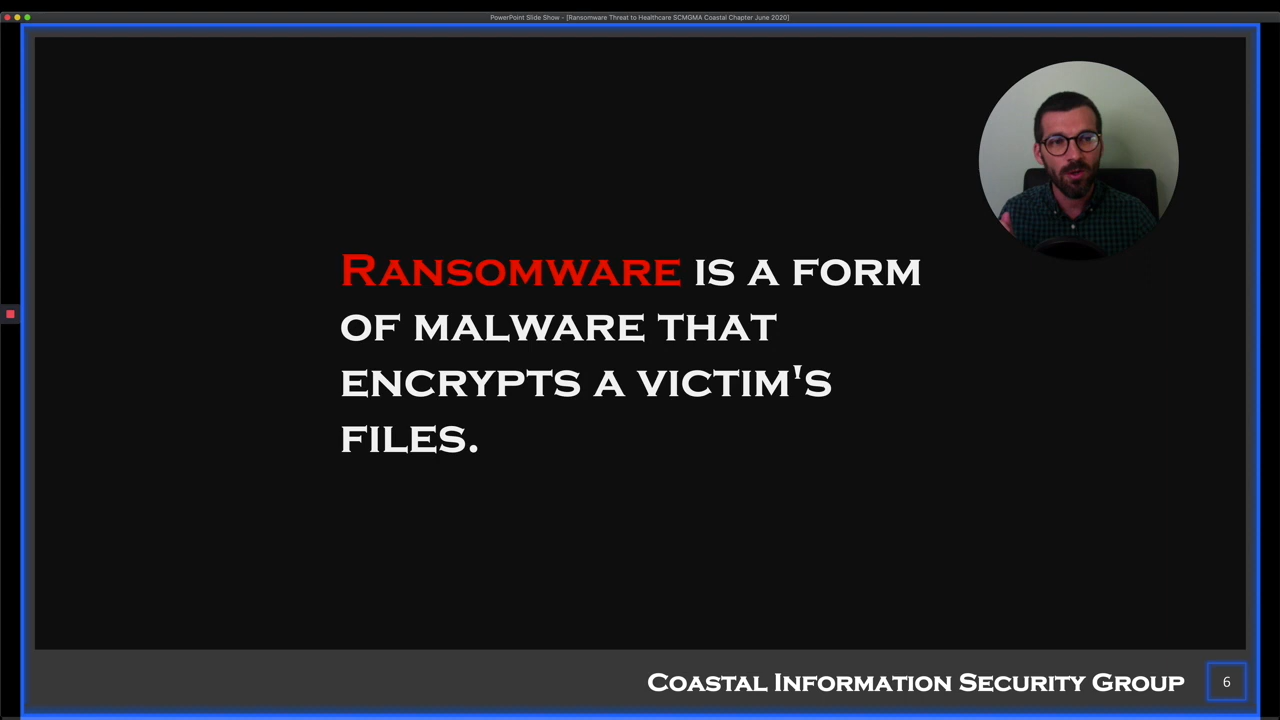 PowerPoint Slide Show - [Ransomware Threat to Healthcare SCMGMA Coastal Chapter June 2020]
Ransomware is a form
of malware that
encrypts a victim's
files.
Coastal Information Security Group
6